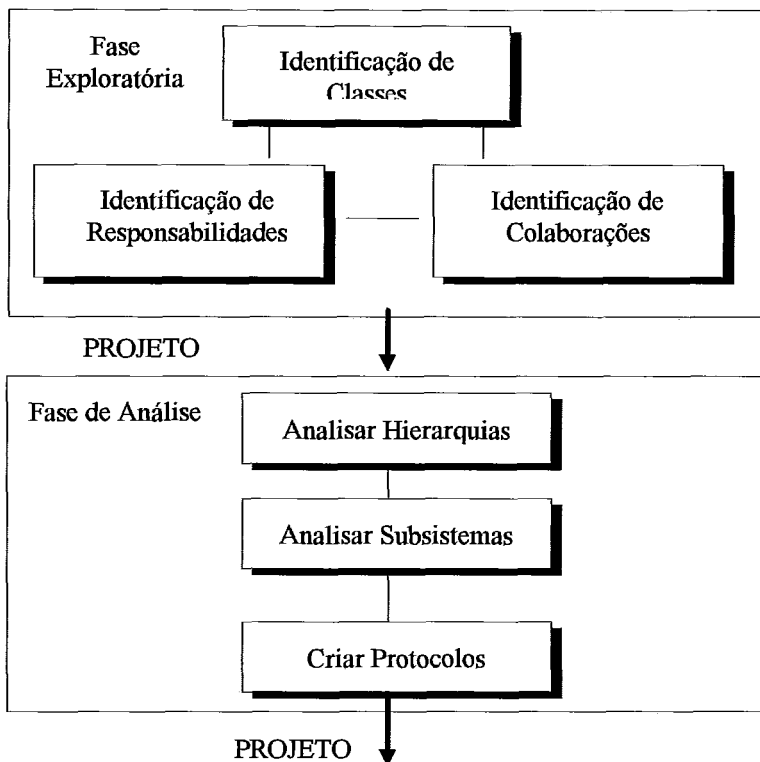 Fase
Exploratória
Identificação de
Classes
Identificação de
Responsabilidades
Identificação de
Colaborações
PROJETO
Fase de Análise
Analisar Hierarquias
Analisar Subsistemas
Criar Protocolos
PROJETO